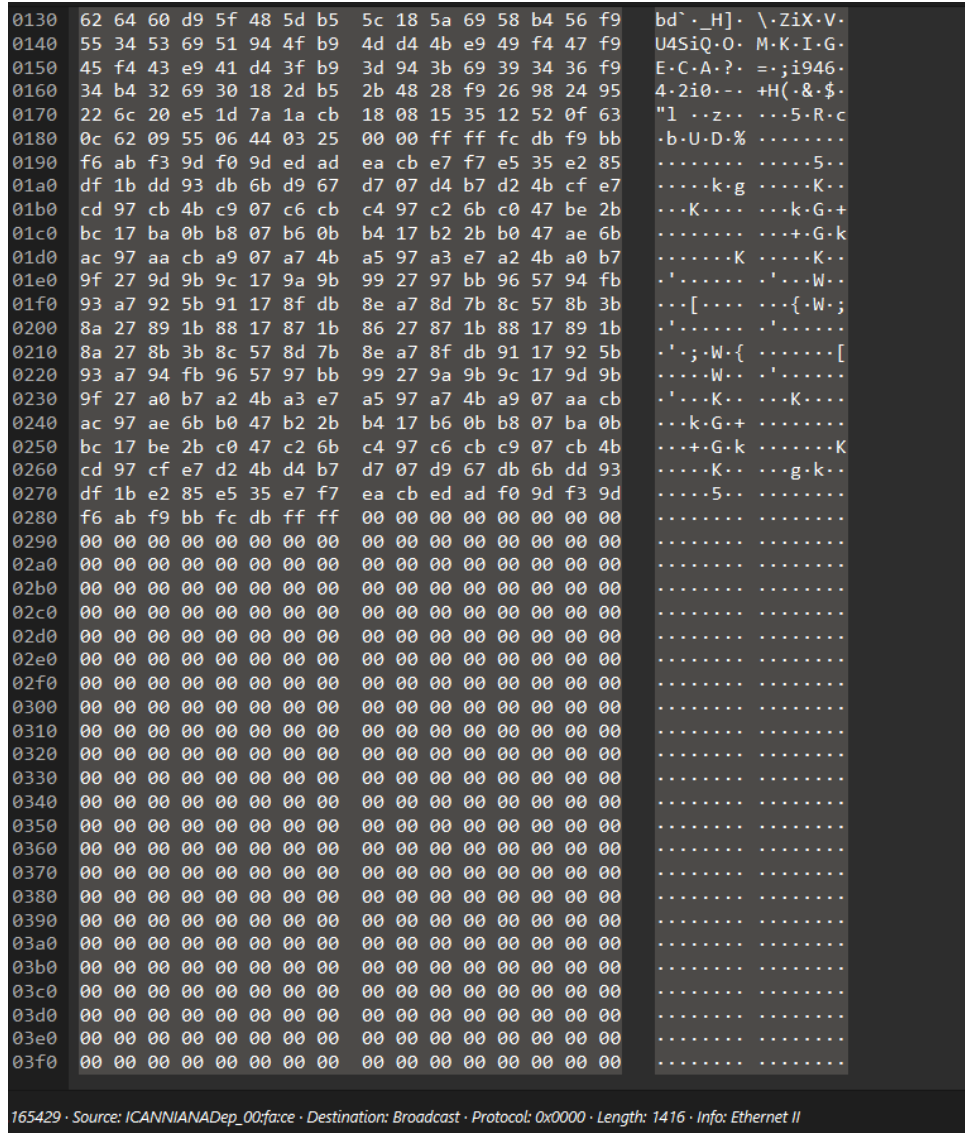 0130 62 64 60 d9 5f 48 5d b5 5c 18 5a 69 58 b4 56 f9 bd`·_H]· \·ZiX·V·
0140 55 34 53 69 51 94 4f b9 4d d4 4b e9 49 f4 47 f9 U4SiQ·O· M·K·I·G·
0150 45 f4 43 e9 41 d4 3f b9 3d 94 3b 69 39 34 36 f9 E·C·A·?· =·;i946·
0160 34 b4 32 69 30 18 2d b5 2b 48 28 f9 26 98 24 95 4·2i0·-· +H(·&·$·
0170 22 6c 20 e5 1d 7a 1a cb 18 08 15 35 12 52 0f 63 "l ··z·· ···5·R·c
0180 0c 62 09 55 06 44 03 25 00 00 ff ff fc db f9 bb ·b·U·D·% ········
0190 f6 ab f3 9d f0 9d ed ad ea cb e7 f7 e5 35 e2 85 ········ ·····5··
01a0 df 1b dd 93 db 6b d9 67 d7 07 d4 b7 d2 4b cf e7 ·····k·g ·····K··
01b0 cd 97 cb 4b c9 07 c6 cb c4 97 c2 6b c0 47 be 2b ···K···· ···k·G·+
01c0 bc 17 ba 0b b8 07 b6 0b b4 17 b2 2b b0 47 ae 6b ········ ···+·G·k
01d0 ac 97 aa cb a9 07 a7 4b a5 97 a3 e7 a2 4b a0 b7 ·······K ·····K··
01e0 9f 27 9d 9b 9c 17 9a 9b 99 27 97 bb 96 57 94 fb ·'······ ·'···W··
01f0 93 a7 92 5b 91 17 8f db 8e a7 8d 7b 8c 57 8b 3b ···[···· ···{·W·;
0200 8a 27 89 1b 88 17 87 1b 86 27 87 1b 88 17 89 1b ·'······ ·'······
0210 8a 27 8b 3b 8c 57 8d 7b 8e a7 8f db 91 17 92 5b ·'·;·W·{ ·······[
0220 93 a7 94 fb 96 57 97 bb 99 27 9a 9b 9c 17 9d 9b ·····W·· ·'······
0230 9f 27 a0 b7 a2 4b a3 e7 a5 97 a7 4b a9 07 aa cb ·'···K·· ···K····
0240 ac 97 ae 6b b0 47 b2 2b b4 17 b6 0b b8 07 ba 0b ···k·G·+ ········
0250 bc 17 be 2b c0 47 c2 6b c4 97 c6 cb c9 07 cb 4b ···+·G·k ·······K
0260 cd 97 cf e7 d2 4b d4 b7 d7 07 d9 67 db 6b dd 93 ·····K·· ···g·k··
0270 df 1b e2 85 e5 35 e7 f7 ea cb ed ad f0 9d f3 9d ·····5·· ········
0280 f6 ab f9 bb fc db ff ff 00 00 00 00 00 00 00 00 ········ ········
0290 00 00 00 00 00 00 00 00 00 00 00 00 00 00 00 00 ········ ········
02a0 00 00 00 00 00 00 00 00 00 00 00 00 00 00 00 00 ········ ········
02b0 00 00 00 00 00 00 00 00 00 00 00 00 00 00 00 00 ········ ········
02c0 00 00 00 00 00 00 00 00 00 00 00 00 00 00 00 00 ········ ········
02d0 00 00 00 00 00 00 00 00 00 00 00 00 00 00 00 00 ········ ········
02e0 00 00 00 00 00 00 00 00 00 00 00 00 00 00 00 00 ········ ········
02f0 00 00 00 00 00 00 00 00 00 00 00 00 00 00 00 00 ········ ········
0300 00 00 00 00 00 00 00 00 00 00 00 00 00 00 00 00 ········ ········
0310 00 00 00 00 00 00 00 00 00 00 00 00 00 00 00 00 ········ ········
0320 00 00 00 00 00 00 00 00 00 00 00 00 00 00 00 00 ········ ········
0330 00 00 00 00 00 00 00 00 00 00 00 00 00 00 00 00 ········ ········
0340 00 00 00 00 00 00 00 00 00 00 00 00 00 00 00 00 ········ ········
0350 00 00 00 00 00 00 00 00 00 00 00 00 00 00 00 00 ········ ········
0360 00 00 00 00 00 00 00 00 00 00 00 00 00 00 00 00 ········ ········
0370 00 00 00 00 00 00 00 00 00 00 00 00 00 00 00 00 ········ ········
0380 00 00 00 00 00 00 00 00 00 00 00 00 00 00 00 00 ········ ········
0390 00 00 00 00 00 00 00 00 00 00 00 00 00 00 00 00 ········ ········
03a0 00 00 00 00 00 00 00 00 00 00 00 00 00 00 00 00 ········ ········
03b0 00 00 00 00 00 00 00 00 00 00 00 00 00 00 00 00 ········ ········
03c0 00 00 00 00 00 00 00 00 00 00 00 00 00 00 00 00 ········ ········
03d0 00 00 00 00 00 00 00 00 00 00 00 00 00 00 00 00 ········ ········
03e0 00 00 00 00 00 00 00 00 00 00 00 00 00 00 00 00 ········ ········
03f0 00 00 00 00 00 00 00 00 00 00 00 00 00 00 00 00 ········ ········
165429 · Source: ICANNIANADep_00:fa:ce · Destination: Broadcast · Protocol: 0x0000 · Length: 1416 · Info: Ethernet II